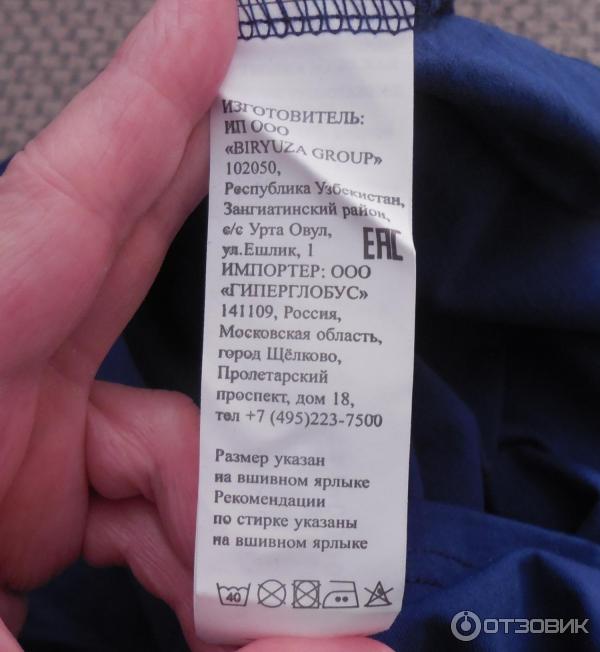 ИЗГОТОВИТЕЛЬ:
ИП ООО
«BIRYUZA GROUP»
102050,
Республика Узбекистан,
Зангиатинский район,
с/с Урта Овул,
ул.Ешлик, 1
EAC
ИМПОРТЕР: ООО
«ГИПЕРГЛОБУС»
141109, Россия,
Московская область,
город Щёлково,
Пролетарский
проспект, дом 18,
тел +7 (495)223-7500
Размер указан
на вшивном ярлыке
Рекомендации
по стирке указаны
на вшивном ярлыке
40
ОТЗОВИК